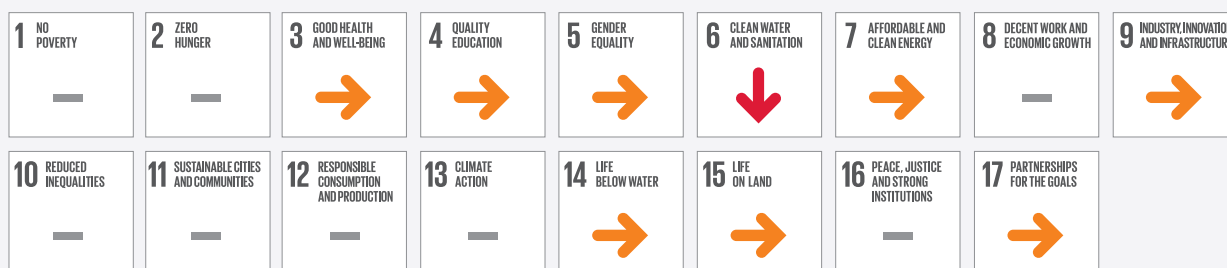 1 NO
POVERTY
2 ZERO
HUNGER
3 GOOD HEALTH
AND WELL-BEING
4 QUALITY
EDUCATION
5 GENDER
EQUALITY
6 CLEAN WATER
AND SANITATION
7 AFFORDABLE AND
CLEAN ENERGY
8 DECENT WORK AND
ECONOMIC GROWTH
9 INDUSTRY, INNOVATIO
AND INFRASTRUCTUR
10 REDUCED
INEQUALITIES
11 SUSTAINABLE CITIES
AND COMMUNITIES
12 RESPONSIBLE
CONSUMPTION
AND PRODUCTION
13 CLIMATE
ACTION
14 LIFE
BELOW WATER
15 LIFE
ON LAND
16 PEACE, JUSTICE
AND STRONG
INSTITUTIONS
17 PARTNERSHIPS
FOR THE GOALS